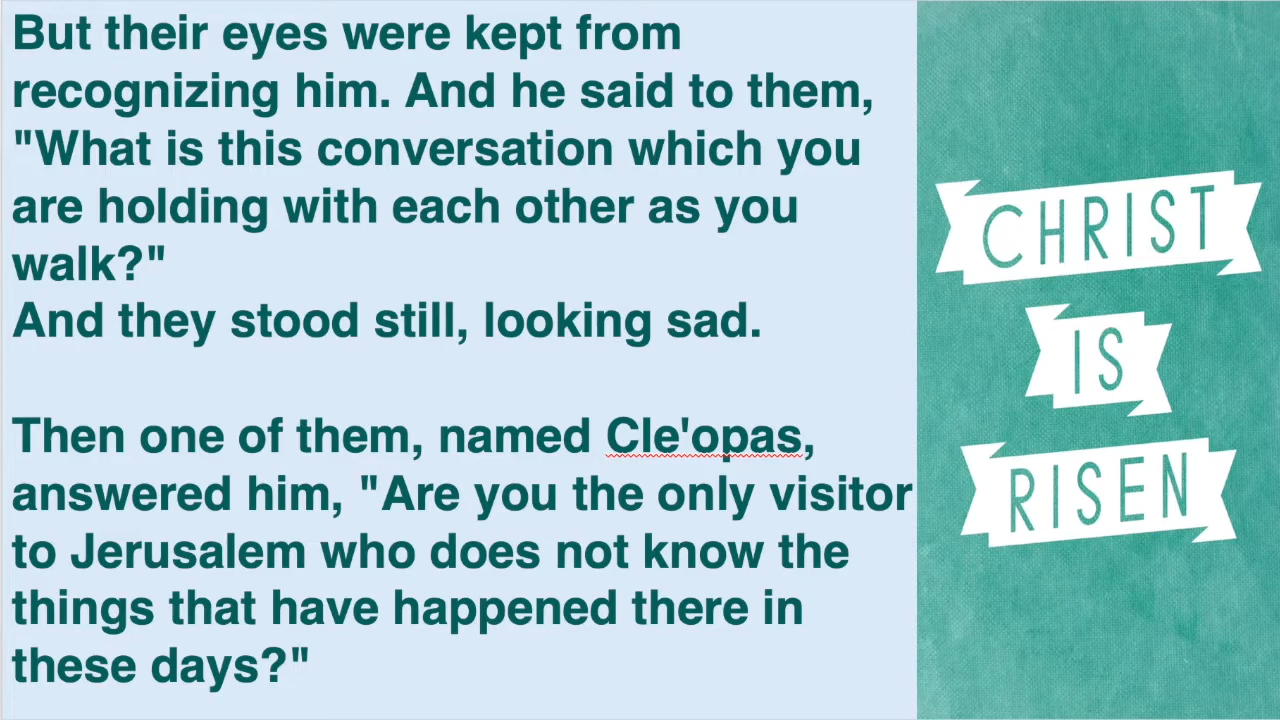 But their eyes were kept from
recognizing him. And he said to them,
"What is this conversation which you
are holding with each other as you
walk?"
And they stood still, looking sad.
Then one of them, named Cle'opas,
answered him, "Are you the only visitor
to Jerusalem who does not know the
things that have happened there in
these days?"
CHRIST
IS
RISEN